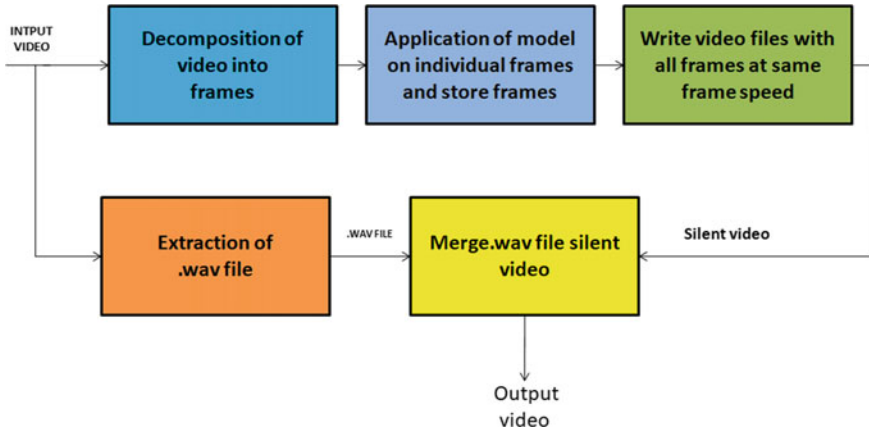 INTPUT
VIDEO
Decomposition of
video into
frames
Application of model
on individual frames
and store frames
Write video files with
all frames at same
frame speed
Extraction of
.wav file
.WAV FILE
Merge.wav file silent
video
Silent video
Output
video